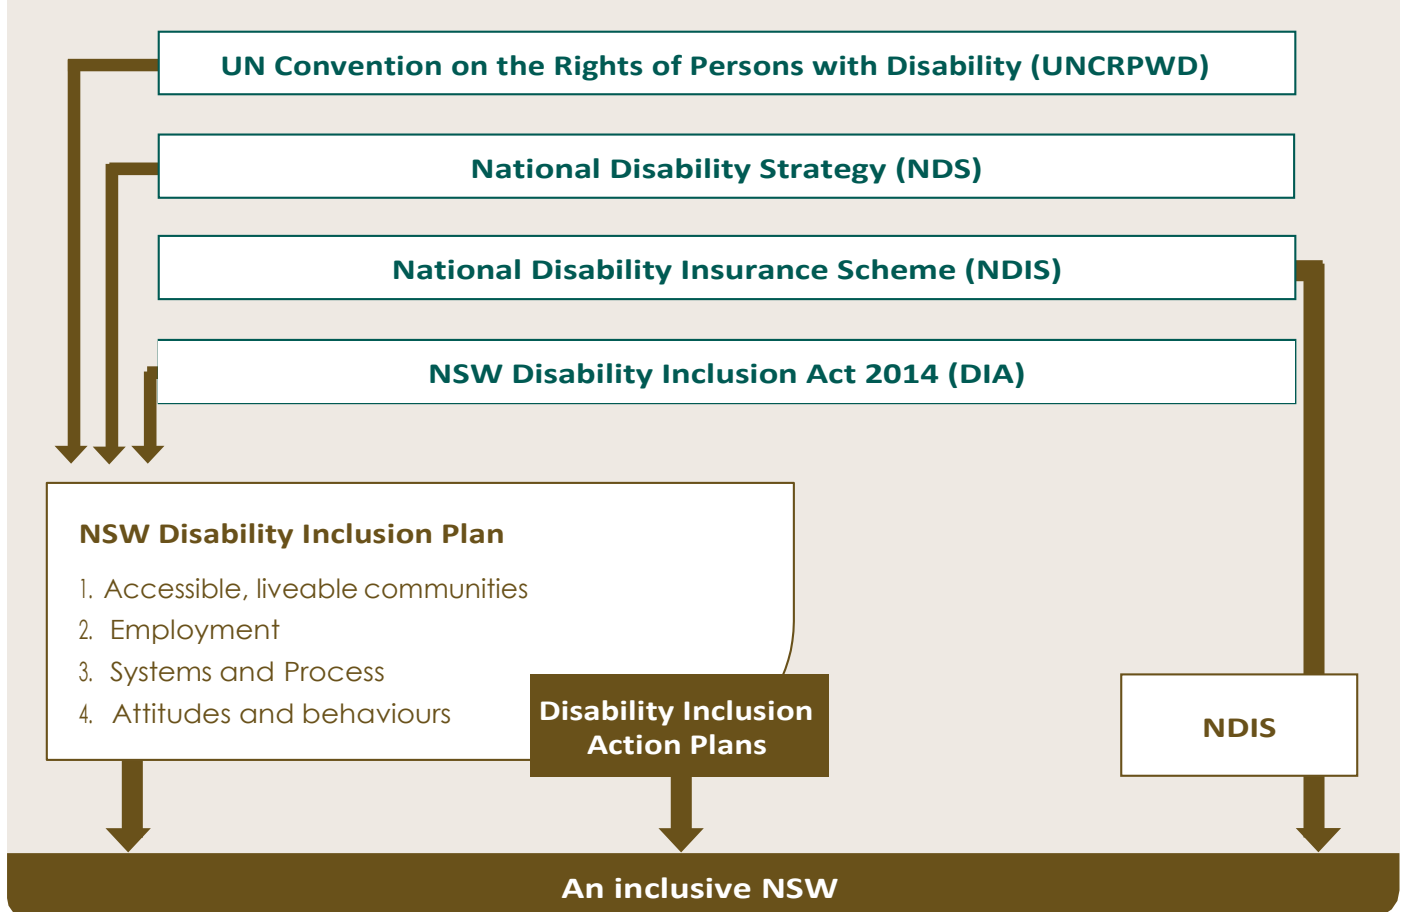 UN Convention on the Rights of Persons with Disability (UNCRPWD)
National Disability Strategy (NDS)
National Disability Insurance Scheme (NDIS)
NSW Disability Inclusion Act 2014 (DIA)
NSW Disability Inclusion Plan
1. Accessible, liveable communities
2. Employment
3. Systems and Process
4. Attitudes and behaviours
Disability Inclusion
Action Plans
NDIS
An inclusive NSW